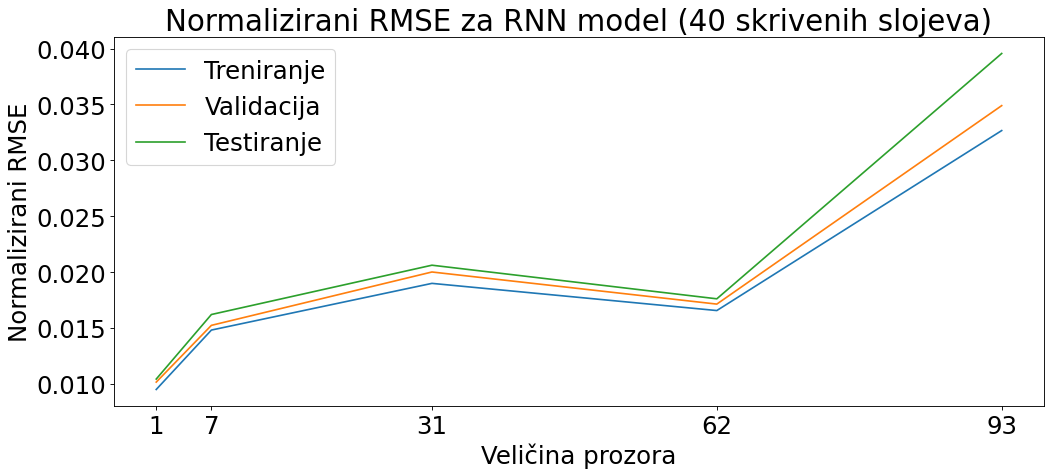 Normalizirani RMSE za RNN model (40 skrivenih slojeva)
0.040
0.035
0.030
0.025
0.020
0.015
0.010
Normalizirani RMSE
Treniranje
Validacija
Testiranje
1 7 31 62 93
Veličina prozora